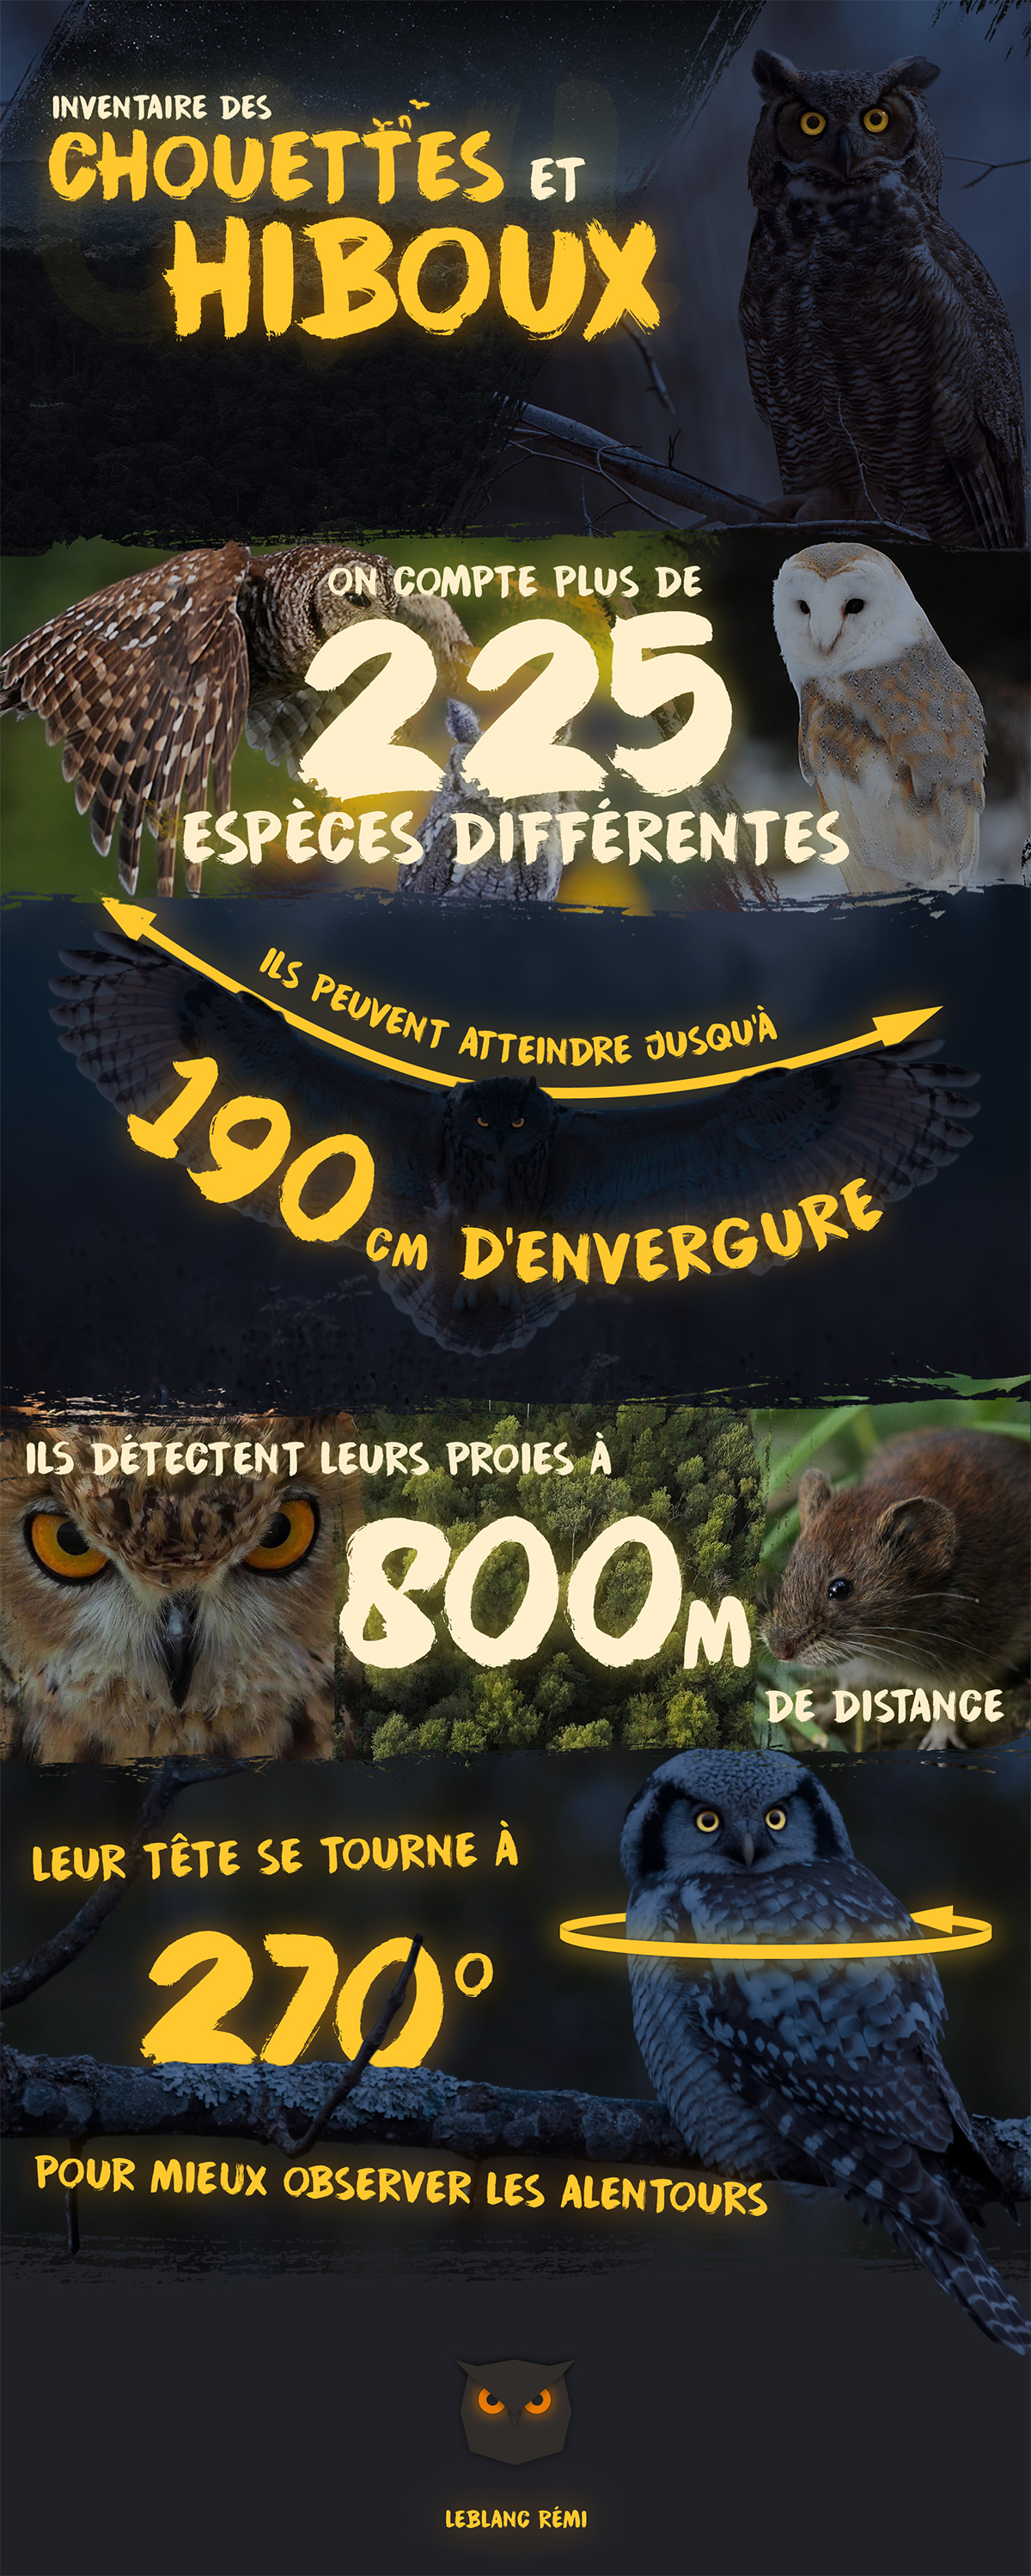 INVENTAIRE DES
CHOUETTES ET
HIBOUX
ON COMPTE PLUS DE
225
ESPÈCES DIFFÉRENTES
ILS PEUVENT ATTEINDRE JUSQU'À
190 CM D'ENVERGURE
ILS DÉTECTENT LEURS PROIES À
800M
DE DISTANCE
LEUR TÊTE SE TOURNE À
270°
POUR MIEUX OBSERVER LES ALENTOURS
LEBLANC RÉMI